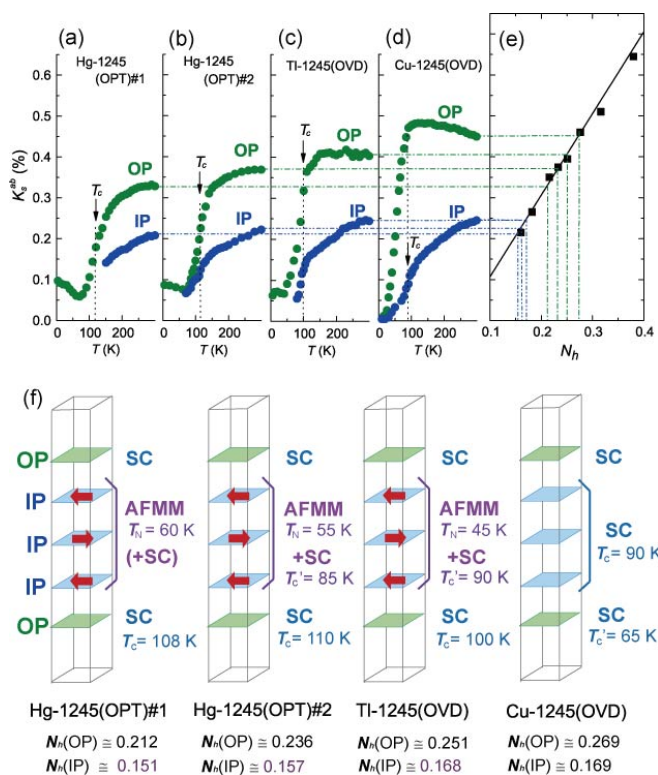 (a) (b) (c) (d) (e)
Hg-1245 (OPT)#1
Hg-1245 (OPT)#2
Tl-1245(OVD)
Cu-1245(OVD)
0.6
0.5
0.4
0.3
0.2
0.1
0.0
K_s^ab (%)
OP
T_c
IP
OP
T_c
IP
T_c
OP
IP
OP
T_c
IP
0 100 200
0 100 200
0 100 200
0 100 200
0.1 0.2 0.3 0.4
T (K)
T (K)
T (K)
T (K)
N_h
(f)
OP
IP
IP
IP
OP
SC
AFMM
T_N = 60 K
(+SC)
SC
T_c = 108 K
SC
AFMM
T_N = 55 K
+SC
T_c' = 85 K
SC
T_c = 110 K
SC
AFMM
T_N = 45 K
+SC
T_c' = 90 K
SC
T_c = 100 K
SC
SC
T_c = 90 K
SC
T_c' = 65 K
Hg-1245(OPT)#1
N_h(OP) ≅ 0.212
N_h(IP) ≅ 0.151
Hg-1245(OPT)#2
N_h(OP) ≅ 0.236
N_h(IP) ≅ 0.157
Tl-1245(OVD)
N_h(OP) ≅ 0.251
N_h(IP) ≅ 0.168
Cu-1245(OVD)
N_h(OP) ≅ 0.269
N_h(IP) ≅ 0.169